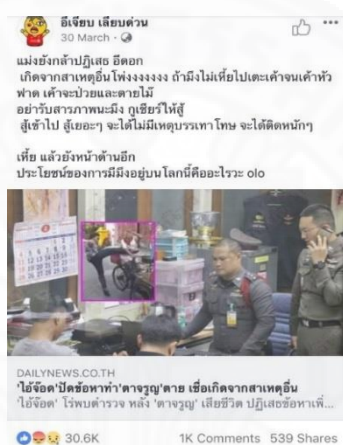 อีเจี๊ยบ เลียบด่วน
30 March ·
แม่งยังกล้าปฏิเสธ อีดอก
เกิดจากสาเหตุอื่นโพ่งงงงงงง ถ้ามึงไม่เหี้ยไปเตะเค้าจนเค้าหัว
ฟาด เค้าจะป่วยและตายไม๊
อย่ารับสารภาพนะมึง กูเชียร์ให้สู้
สู้เข้าไป สู้เยอะๆ จะได้ไม่มีเหตุบรรเทาโทษ จะได้ติดหนักๆ
เหี้ย แล้วยังหน้าด้านอีก
ประโยชน์ของการมีมึงอยู่บนโลกนี้คืออะไรวะ olo
DAILYNEWS.CO.TH
'ไอ้จ๊อด'ปัดข้อหาทำ'ตาจรูญ'ตาย เชื่อเกิดจากสาเหตุอื่น
'ไอ้จ๊อด' โร่พบตำรวจ หลัง 'ตาจรูญ' เสียชีวิต ปฏิเสธข้อหาเพิ่...
30.6K
1K Comments 539 Shares